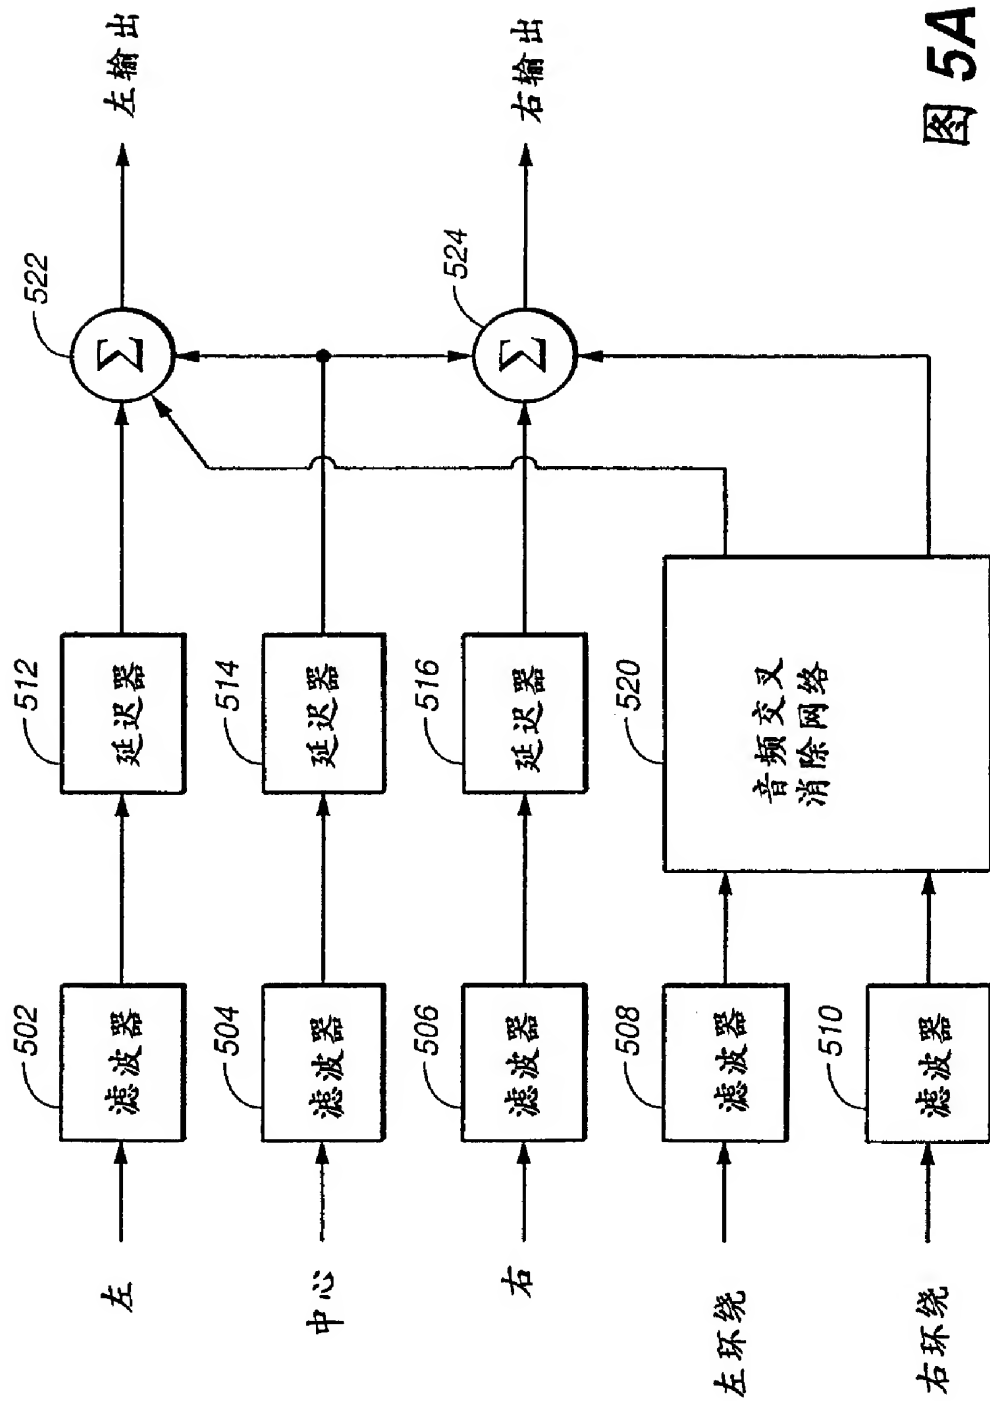 左
502
滤波器
512
延迟器
522
Σ
左输出
中心
504
滤波器
514
延迟器
右
506
滤波器
516
延迟器
524
Σ
右输出
左环绕
508
滤波器
520
音频交叉
消除网络
右环绕
510
滤波器
图 5A